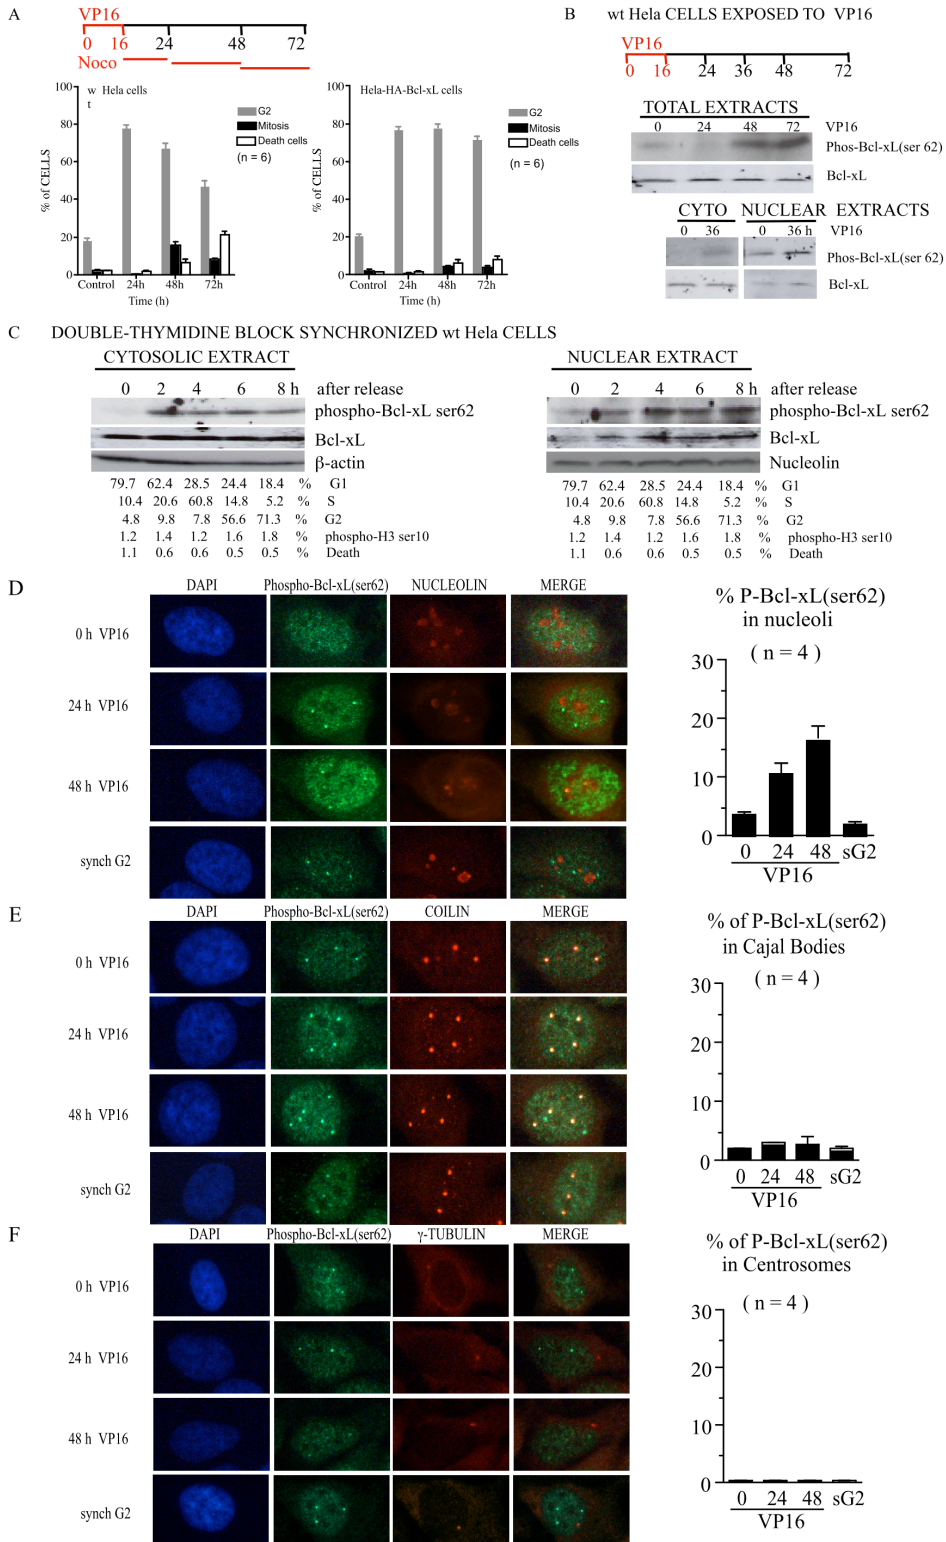 A
VP16
0 16 24 48 72
Noco
w
t
Hela cells
G2
Mitosis
Death cells
(n = 6)
% of CELLS
100
80
60
40
20
0
Control 24h 48h 72h
Time (h)
Hela-HA-Bcl-xL cells
G2
Mitosis
Death cells
(n = 6)
% of CELLS
100
80
60
40
20
0
Control 24h 48h 72h
Time (h)
B wt Hela CELLS EXPOSED TO VP16
VP16
0 16 24 36 48 72
TOTAL EXTRACTS
0 24 48 72 VP16
Phos-Bcl-xL(ser 62)
Bcl-xL
CYTO NUCLEAR EXTRACTS
0 36 0 36 h VP16
Phos-Bcl-xL(ser 62)
Bcl-xL
C DOUBLE-THYMIDINE BLOCK SYNCHRONIZED wt Hela CELLS
CYTOSOLIC EXTRACT
0 2 4 6 8 h after release
phospho-Bcl-xL ser62
Bcl-xL
β-actin
79.7 62.4 28.5 24.4 18.4 % G1
10.4 20.6 60.8 14.8 5.2 % S
4.8 9.8 7.8 56.6 71.3 % G2
1.2 1.4 1.2 1.6 1.8 % phospho-H3 ser10
1.1 0.6 0.6 0.5 0.5 % Death
NUCLEAR EXTRACT
0 2 4 6 8 h after release
phospho-Bcl-xL ser62
Bcl-xL
Nucleolin
79.7 62.4 28.5 24.4 18.4 % G1
10.4 20.6 60.8 14.8 5.2 % S
4.8 9.8 7.8 56.6 71.3 % G2
1.2 1.4 1.2 1.6 1.8 % phospho-H3 ser10
1.1 0.6 0.6 0.5 0.5 % Death
D
DAPI Phospho-Bcl-xL(ser62) NUCLEOLIN MERGE
0 h VP16
24 h VP16
48 h VP16
synch G2
% P-Bcl-xL(ser62)
in nucleoli
( n = 4 )
30
20
10
0
0 24 48 sG2
VP16
E
DAPI Phospho-Bcl-xL(ser62) COILIN MERGE
0 h VP16
24 h VP16
48 h VP16
synch G2
% of P-Bcl-xL(ser62)
in Cajal Bodies
( n = 4 )
30
20
10
0
0 24 48 sG2
VP16
F
DAPI Phospho-Bcl-xL(ser62) γ-TUBULIN MERGE
0 h VP16
24 h VP16
48 h VP16
synch G2
% of P-Bcl-xL(ser62)
in Centrosomes
( n = 4 )
30
20
10
0
0 24 48 sG2
VP16